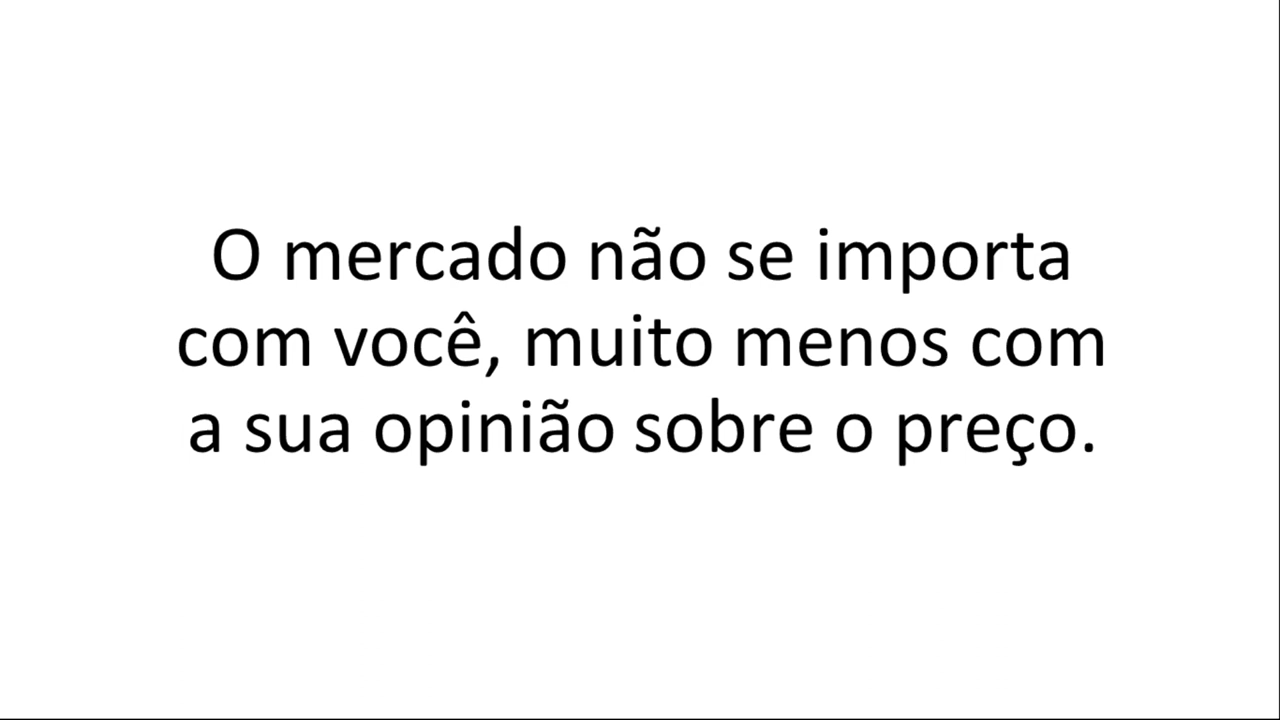 O mercado não se importa
com você, muito menos com
a sua opinião sobre o preço.